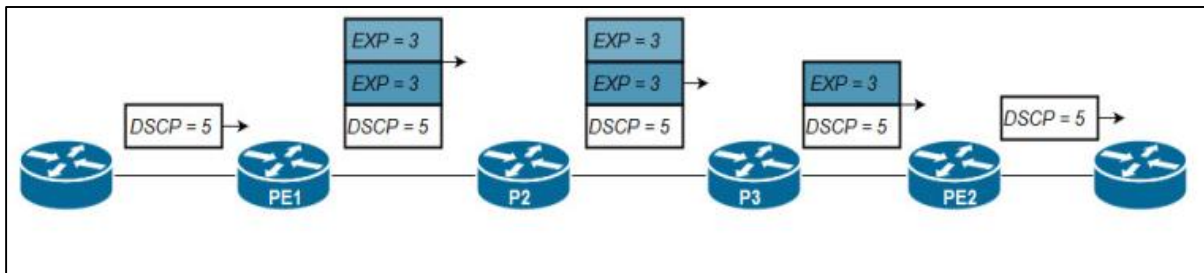 EXP = 3
EXP = 3
DSCP = 5
EXP = 3
EXP = 3
DSCP = 5
EXP = 3
DSCP = 5
DSCP = 5
DSCP = 5
PE1
P2
P3
PE2